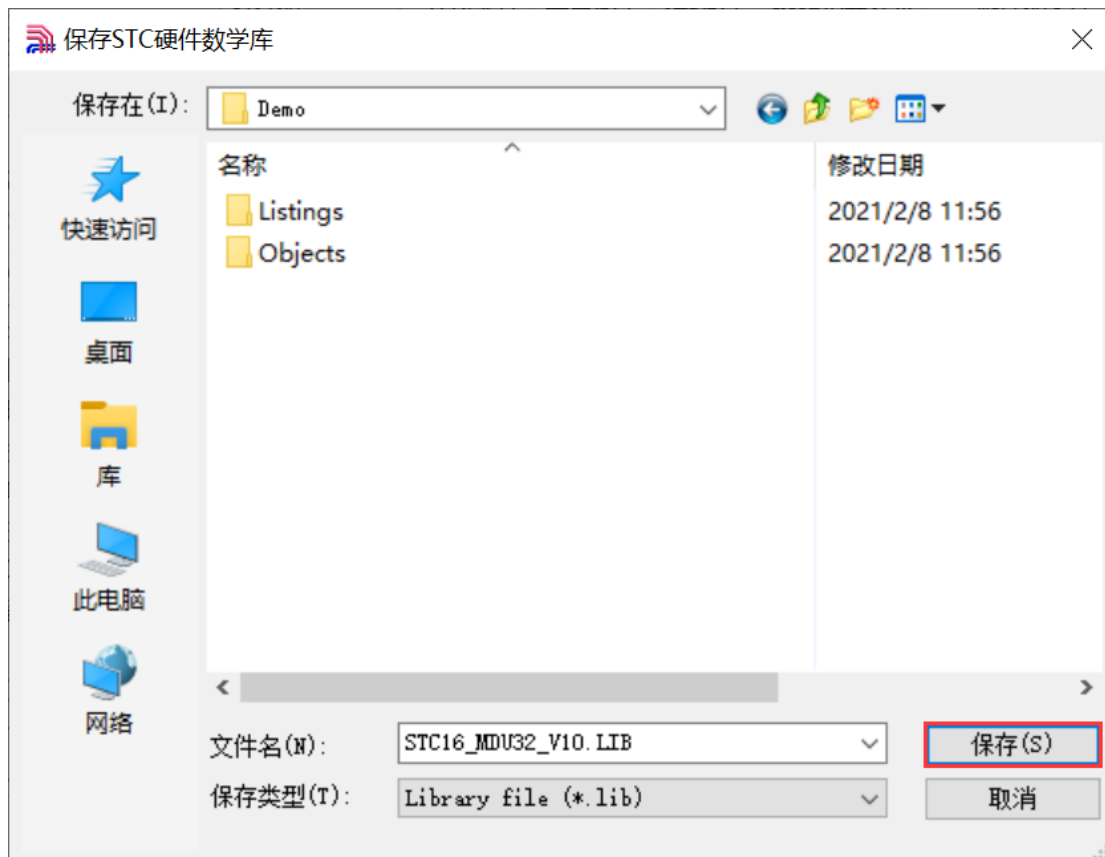 保存STC硬件数学库
保存在(I): Demo
名称 修改日期
Listings 2021/2/8 11:56
Objects 2021/2/8 11:56
快速访问
桌面
库
此电脑
网络
文件名(N): STC16_MDU32_V10.LIB 保存(S)
保存类型(T): Library file (*.lib) 取消